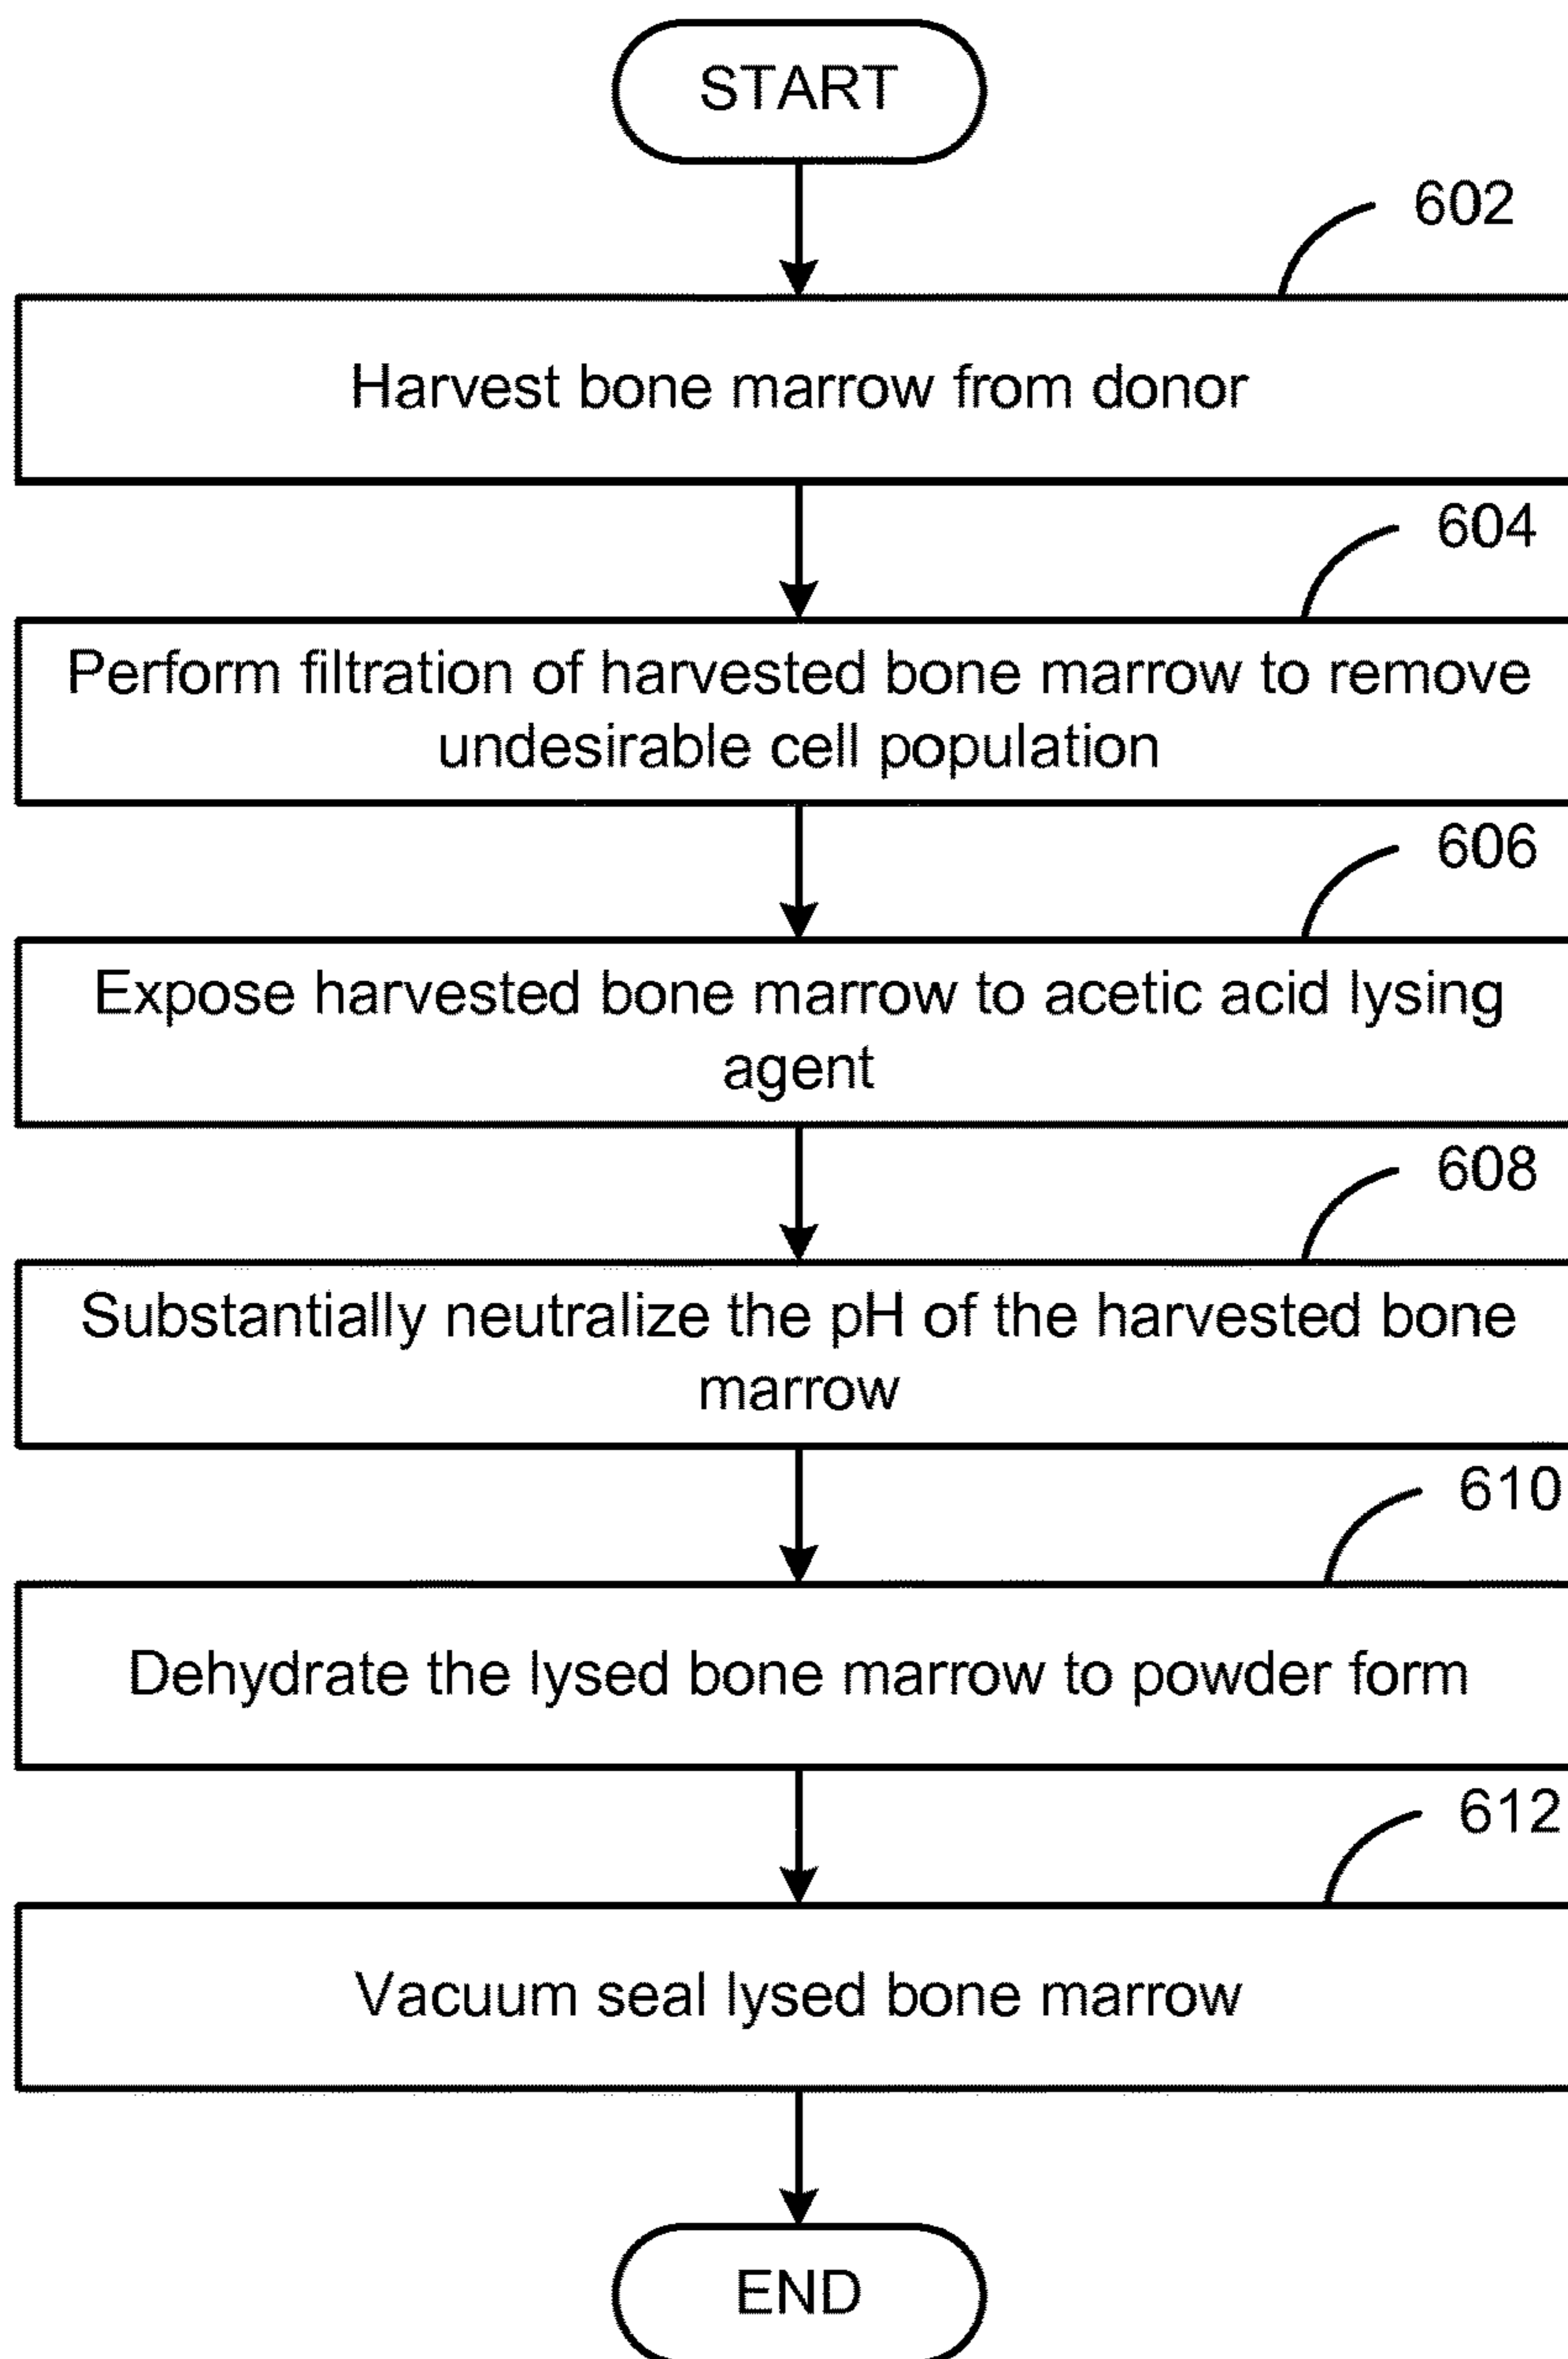 START
602
Harvest bone marrow from donor
604
Perform filtration of harvested bone marrow to remove
undesirable cell population
606
Expose harvested bone marrow to acetic acid lysing
agent
608
Substantially neutralize the pH of the harvested bone
marrow
610
Dehydrate the lysed bone marrow to powder form
612
Vacuum seal lysed bone marrow
END